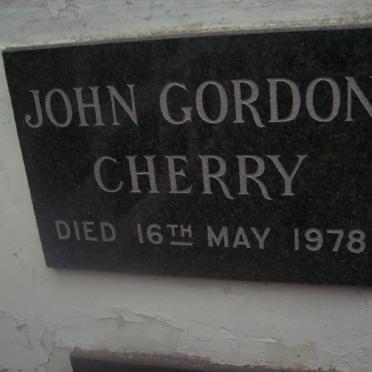 JOHN GORDON
CHERRY
DIED 16TH MAY 1978